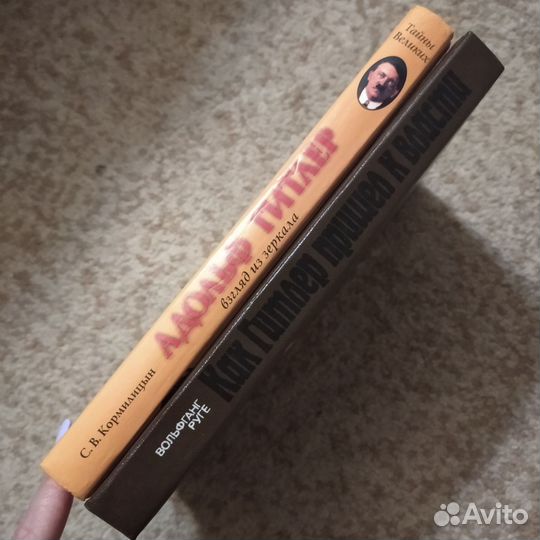 С. В. Кормилицын
АДОЛЬФ ГИТЛЕР
взгляд из зеркала
Тайны
Великих
ВОЛЬФГАНГ
РУГЕ
Как Гитлер пришел к власти
Avito